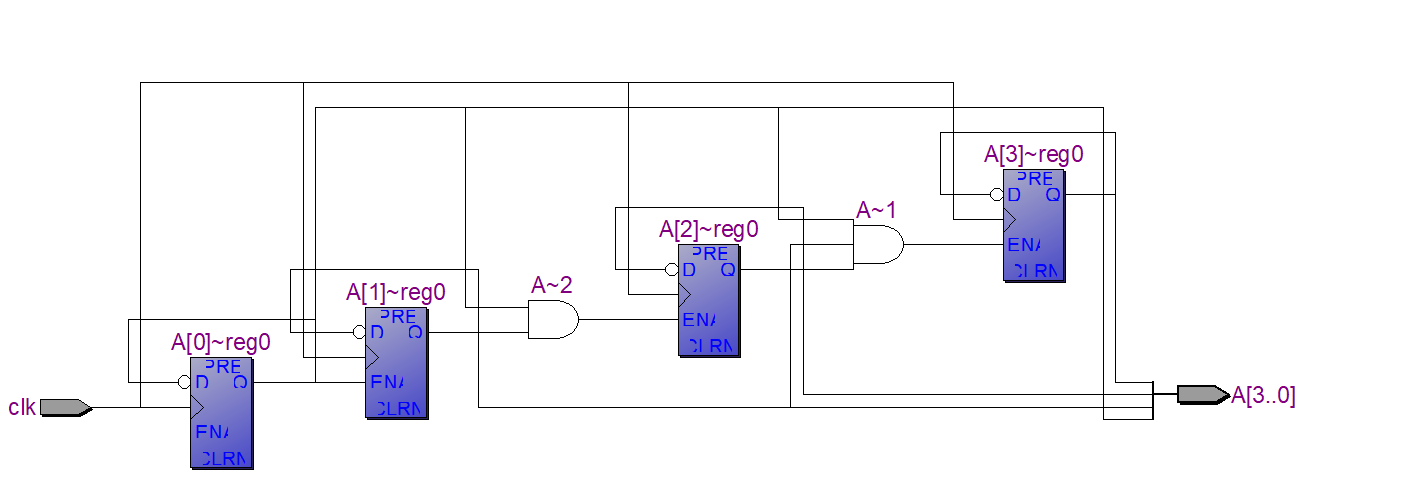 A[3]~reg0
PRE
D
Q
ENA
CLRN
A~1
A[2]~reg0
PRE
D
Q
ENA
CLRN
A~2
A[1]~reg0
PRE
D
Q
ENA
CLRN
A[0]~reg0
PRE
D
Q
ENA
CLRN
clk
A[3..0]